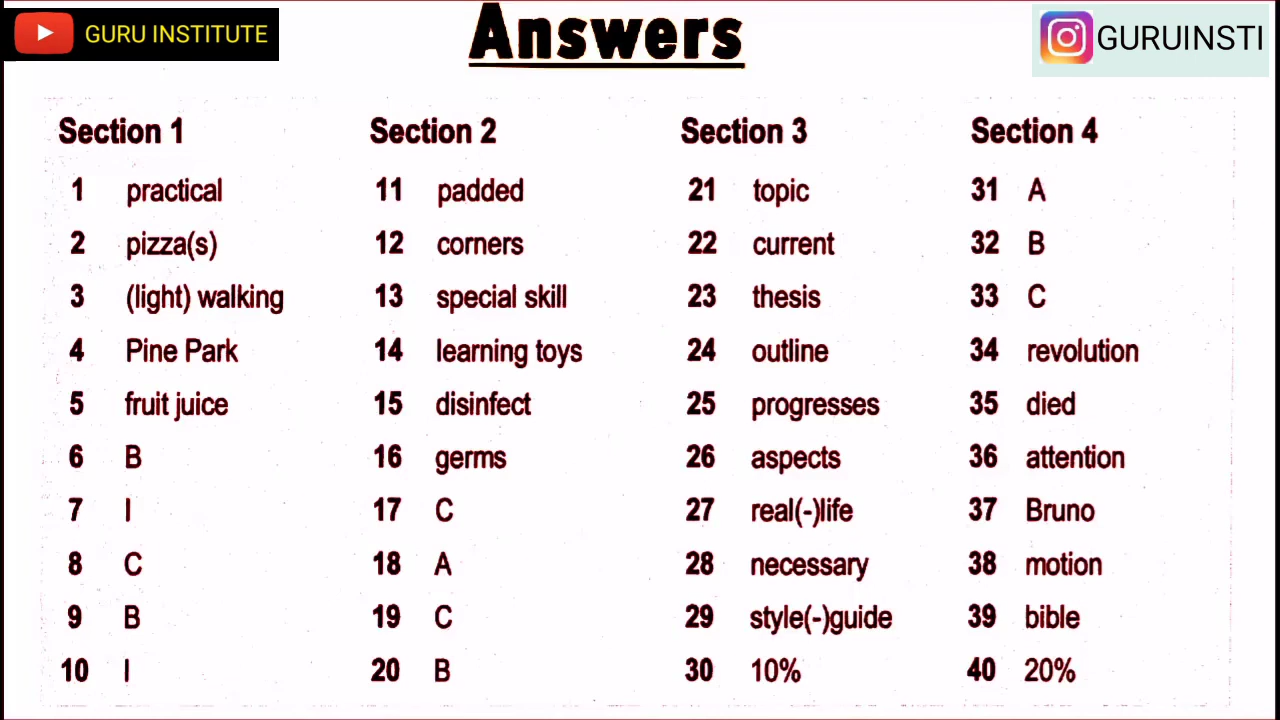 GURU INSTITUTE
Answers
GURUINSTI
Section 1
1 practical
2 pizza(s)
3 (light) walking
4 Pine Park
5 fruit juice
6 B
7 I
8 C
9 B
10 I
Section 2
11 padded
12 corners
13 special skill
14 learning toys
15 disinfect
16 germs
17 C
18 A
19 C
20 B
Section 3
21 topic
22 current
23 thesis
24 outline
25 progresses
26 aspects
27 real(-)life
28 necessary
29 style(-)guide
30 10%
Section 4
31 A
32 B
33 C
34 revolution
35 died
36 attention
37 Bruno
38 motion
39 bible
40 20%